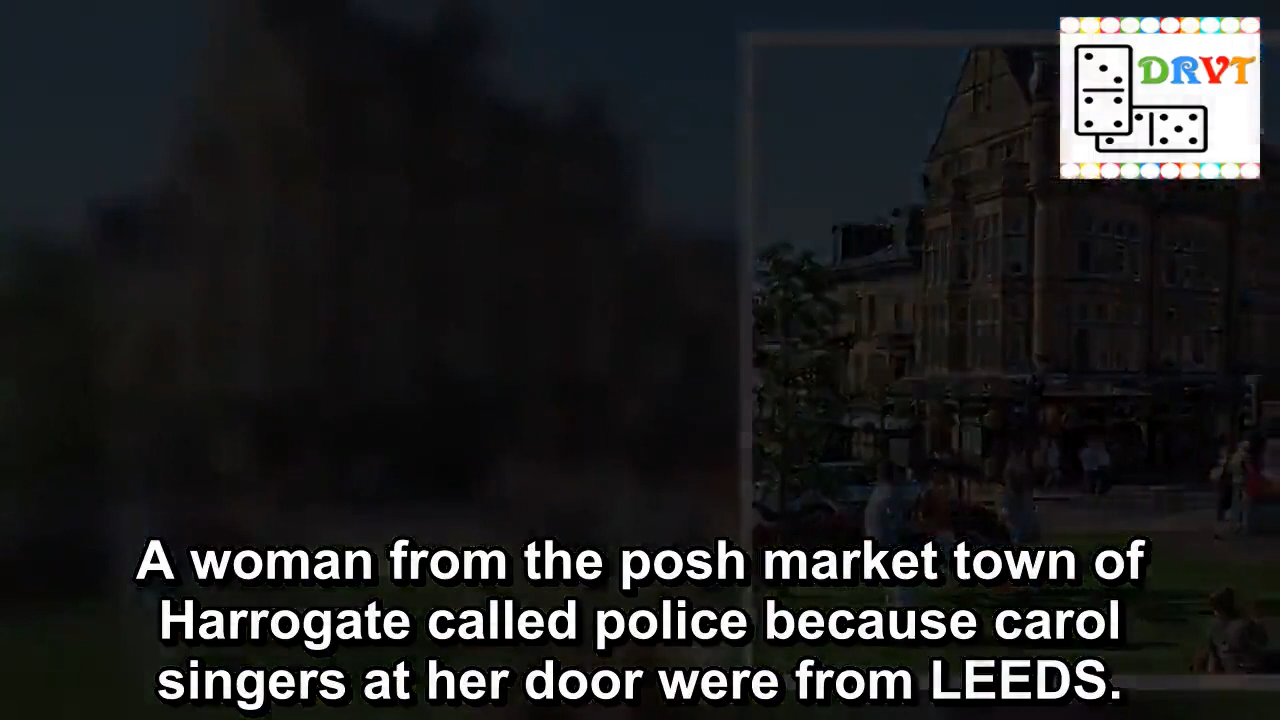 DRVT
A woman from the posh market town of
Harrogate called police because carol
singers at her door were from LEEDS.